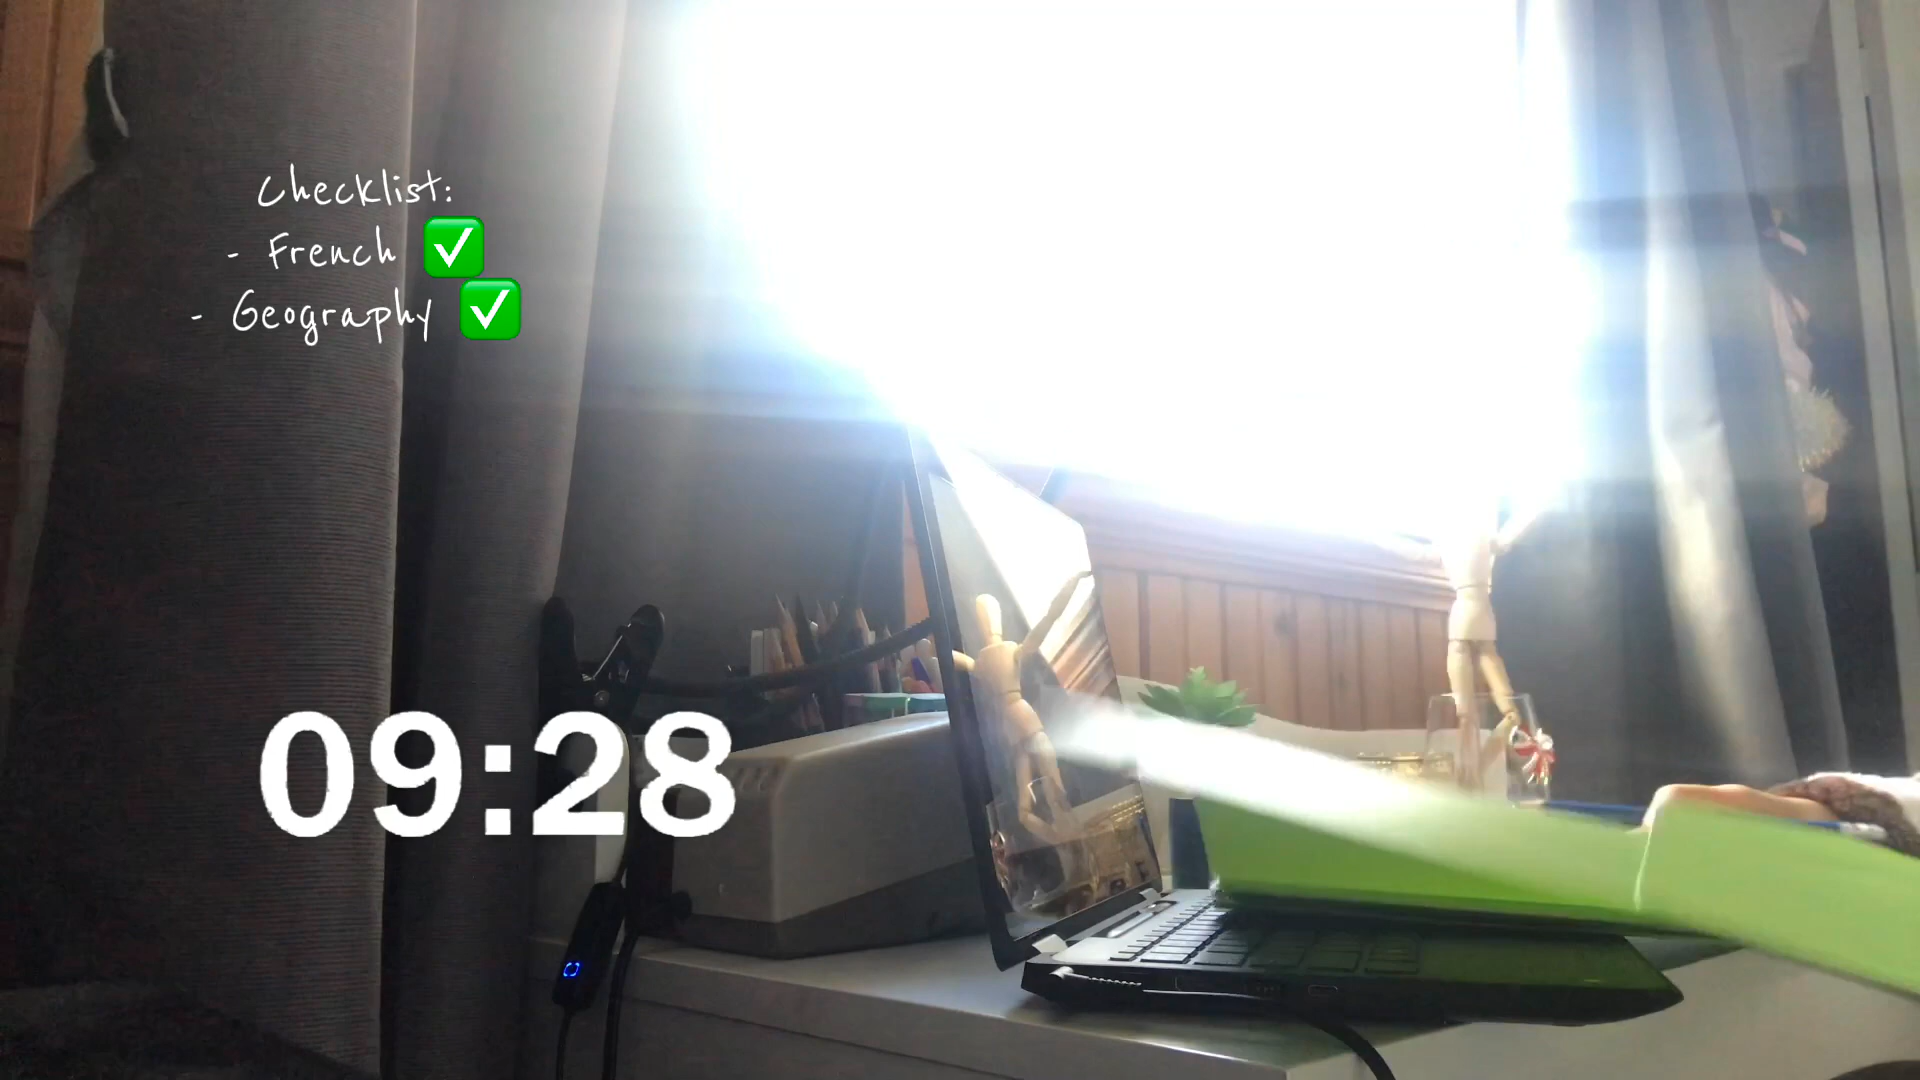 Checklist:
- French ✅
- Geography ✅
09:28